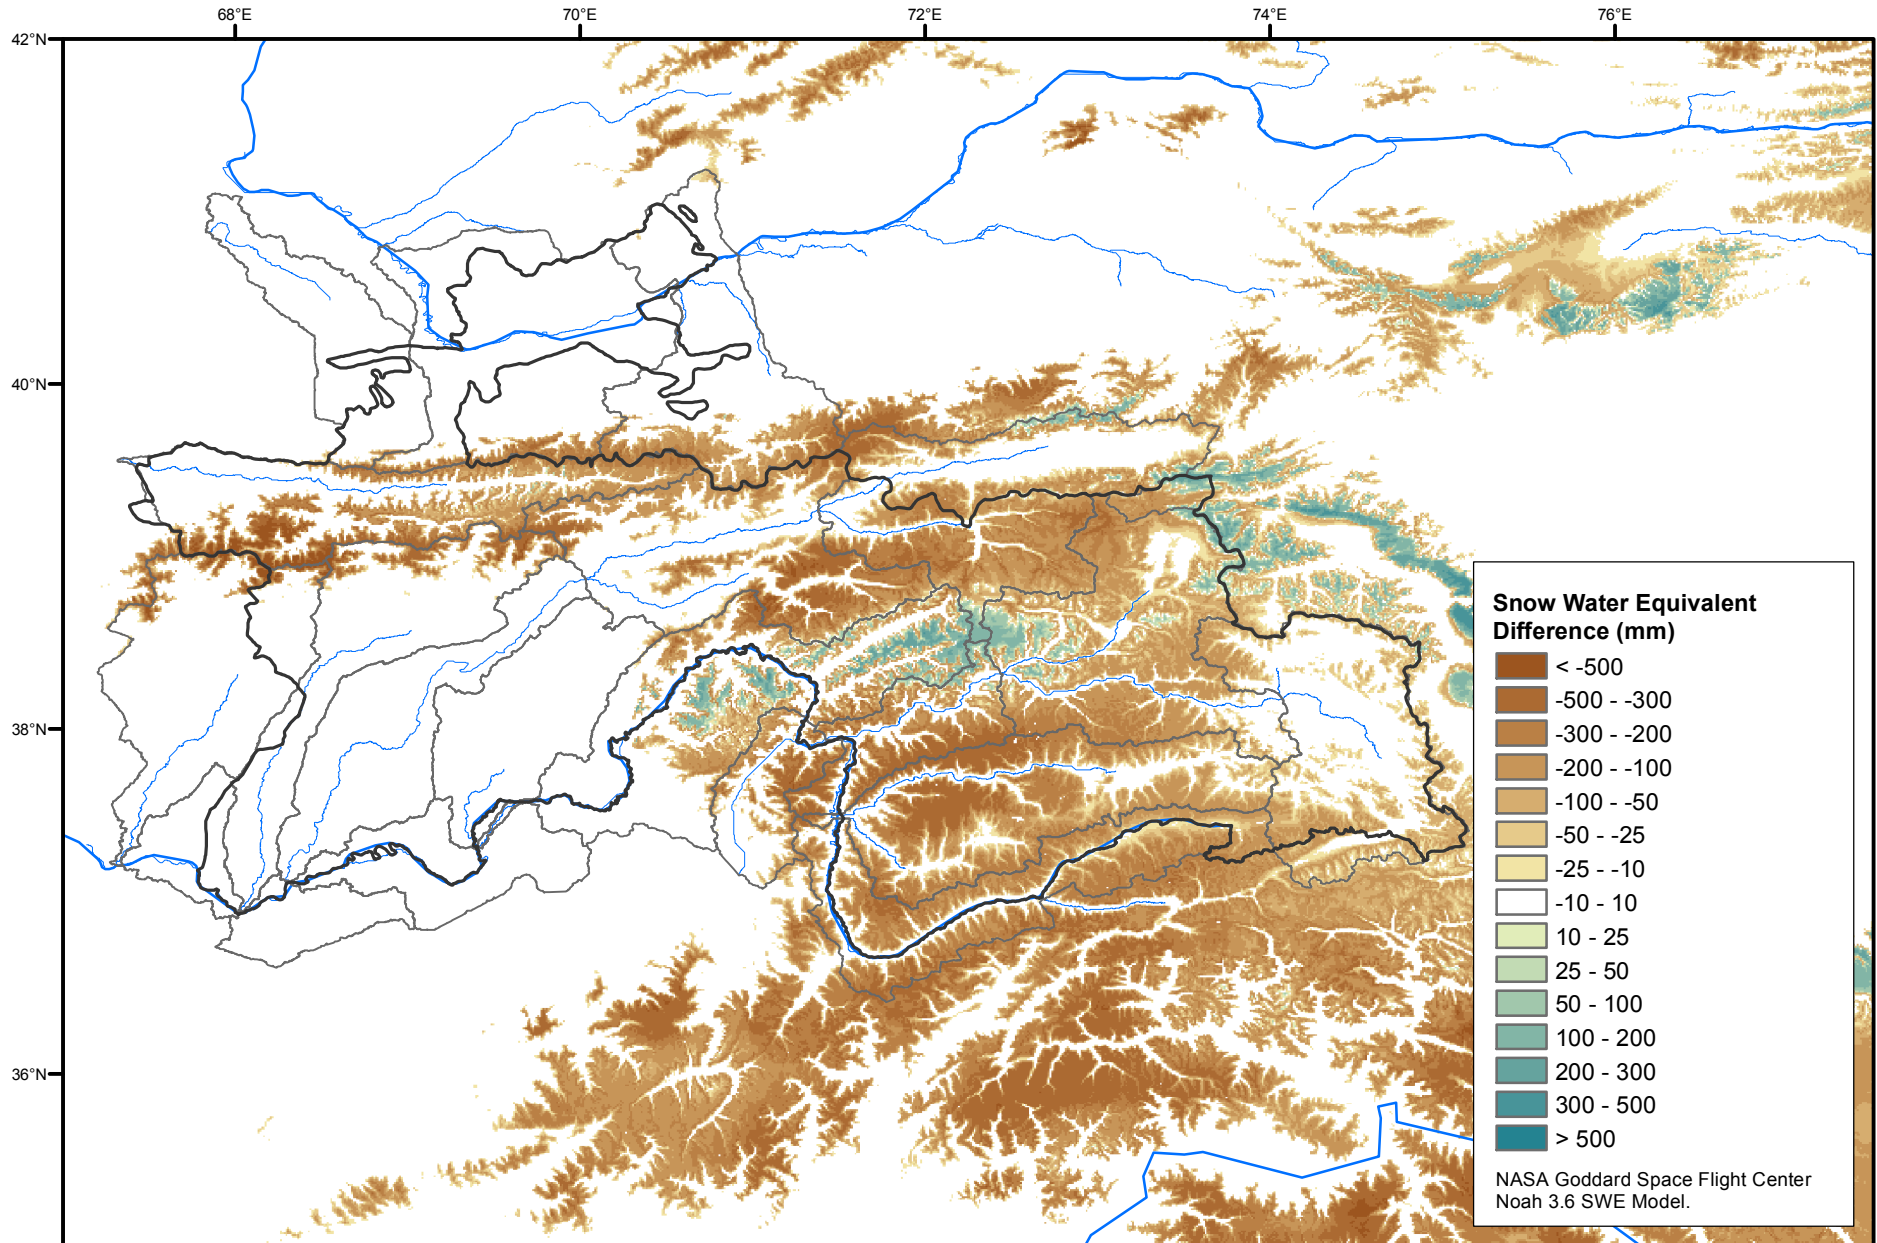 68°E 70°E 72°E 74°E 76°E
42°N
40°N
38°N
36°N
Snow Water Equivalent
Difference (mm)
< -500
-500 - -300
-300 - -200
-200 - -100
-100 - -50
-50 - -25
-25 - -10
-10 - 10
10 - 25
25 - 50
50 - 100
100 - 200
200 - 300
300 - 500
> 500
NASA Goddard Space Flight Center
Noah 3.6 SWE Model.